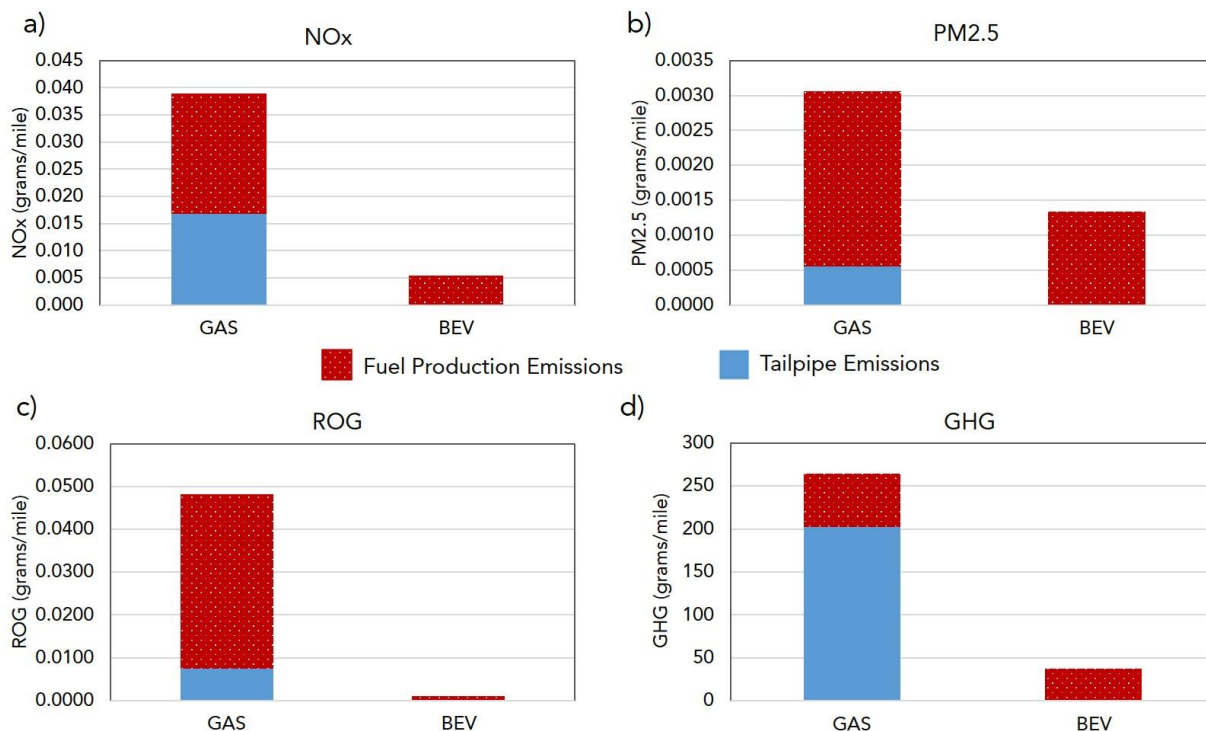 a)
NOx
NOx (grams/mile)
0.045
0.040
0.035
0.030
0.025
0.020
0.015
0.010
0.005
0.000
GAS
BEV
b)
PM2.5
PM2.5 (grams/mile)
0.0035
0.0030
0.0025
0.0020
0.0015
0.0010
0.0005
0.0000
GAS
BEV
Fuel Production Emissions
Tailpipe Emissions
c)
ROG
ROG (grams/mile)
0.0600
0.0500
0.0400
0.0300
0.0200
0.0100
0.0000
GAS
BEV
d)
GHG
GHG (grams/mile)
300
250
200
150
100
50
0
GAS
BEV